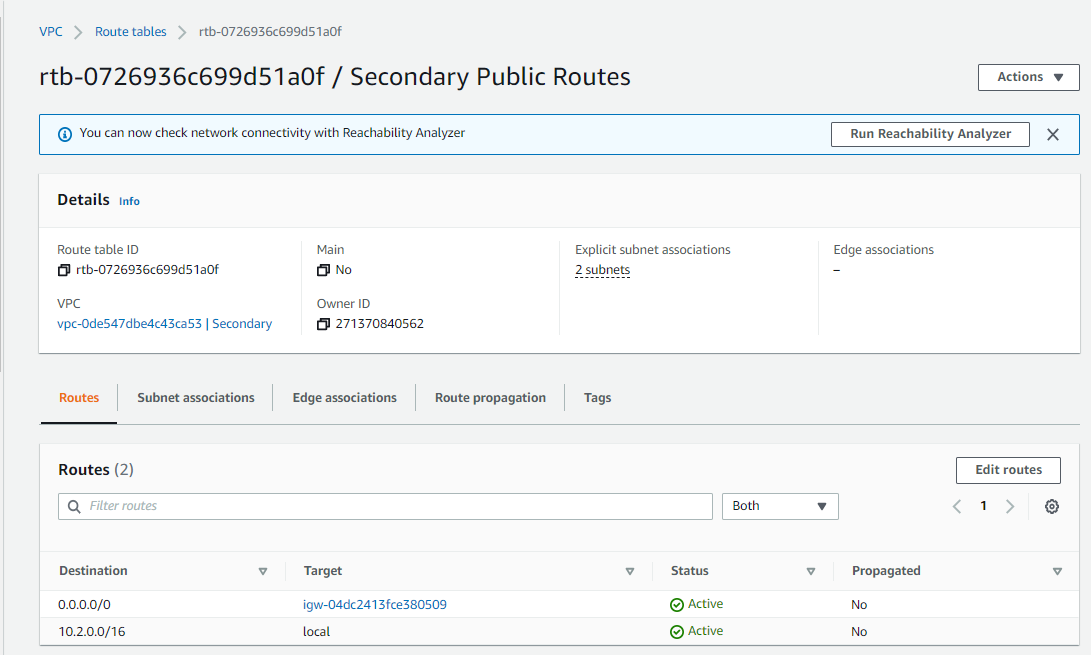 VPC > Route tables > rtb-0726936c699d51a0f
rtb-0726936c699d51a0f / Secondary Public Routes
Actions
You can now check network connectivity with Reachability Analyzer
Run Reachability Analyzer
Details Info
Route table ID
rtb-0726936c699d51a0f
Main
No
Explicit subnet associations
2 subnets
Edge associations
–
VPC
vpc-0de547dbe4c43ca53 | Secondary
Owner ID
271370840562
Routes Subnet associations Edge associations Route propagation Tags
Routes (2)
Edit routes
Filter routes
Both
1
Destination Target Status Propagated
0.0.0.0/0 igw-04dc2413fce380509 Active No
10.2.0.0/16 local Active No